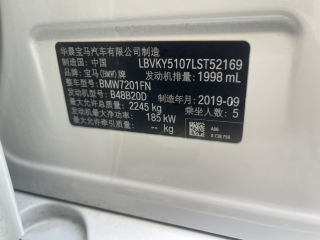 华晨宝马汽车有限公司制造
制造国：中国 LBVKY5107LST52169
品牌：宝马(BMW)牌 发动机排量：1998 mL
整车型号：BMW7201FN
发动机型号：B48B20D 制造年月：2019-09
最大允许总质量：2245 kg 乘坐人数：5
发动机最大净功率：185 kW
最大允许牵引质量：-- kg